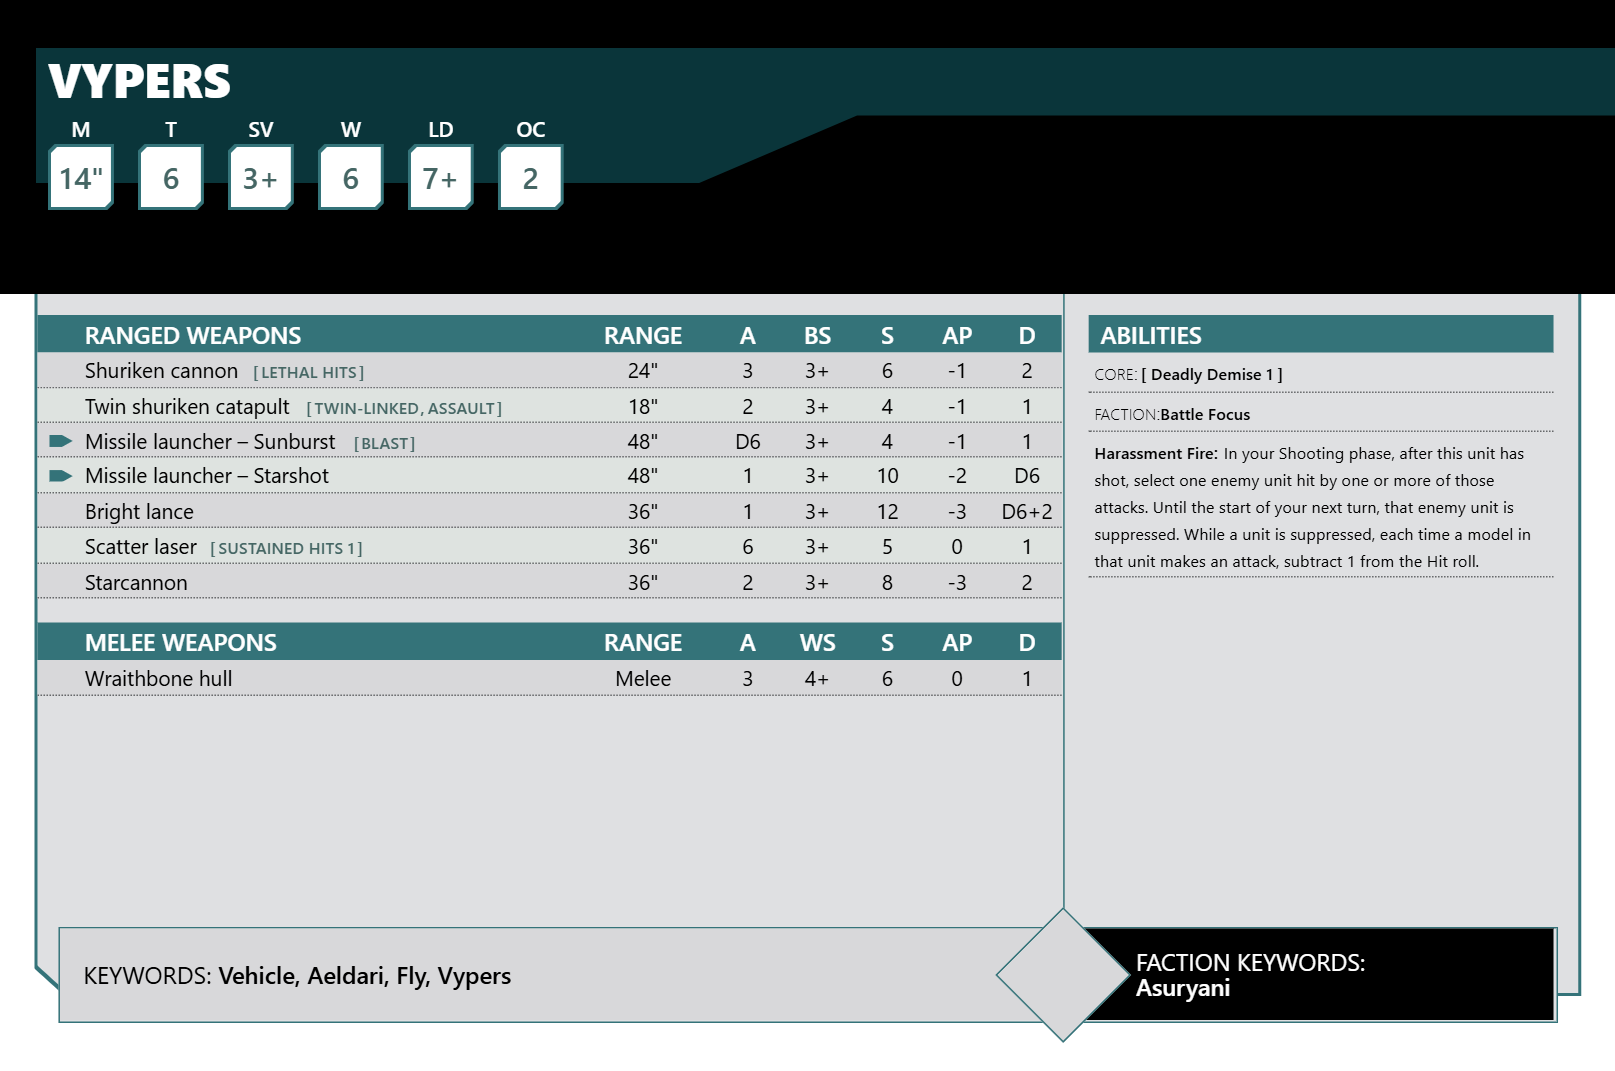 VYPERS
M T SV W LD OC
14" 6 3+ 6 7+ 2
RANGED WEAPONS RANGE A BS S AP D
Shuriken cannon [LETHAL HITS] 24" 3 3+ 6 -1 2
Twin shuriken catapult [TWIN-LINKED, ASSAULT] 18" 2 3+ 4 -1 1
Missile launcher – Sunburst [BLAST] 48" D6 3+ 4 -1 1
Missile launcher – Starshot 48" 1 3+ 10 -2 D6
Bright lance 36" 1 3+ 12 -3 D6+2
Scatter laser [SUSTAINED HITS 1] 36" 6 3+ 5 0 1
Starcannon 36" 2 3+ 8 -3 2
MELEE WEAPONS RANGE A WS S AP D
Wraithbone hull Melee 3 4+ 6 0 1
ABILITIES
CORE: [ Deadly Demise 1 ]
FACTION:Battle Focus
Harassment Fire: In your Shooting phase, after this unit has
shot, select one enemy unit hit by one or more of those
attacks. Until the start of your next turn, that enemy unit is
suppressed. While a unit is suppressed, each time a model in
that unit makes an attack, subtract 1 from the Hit roll.
KEYWORDS: Vehicle, Aeldari, Fly, Vypers
FACTION KEYWORDS:
Asuryani